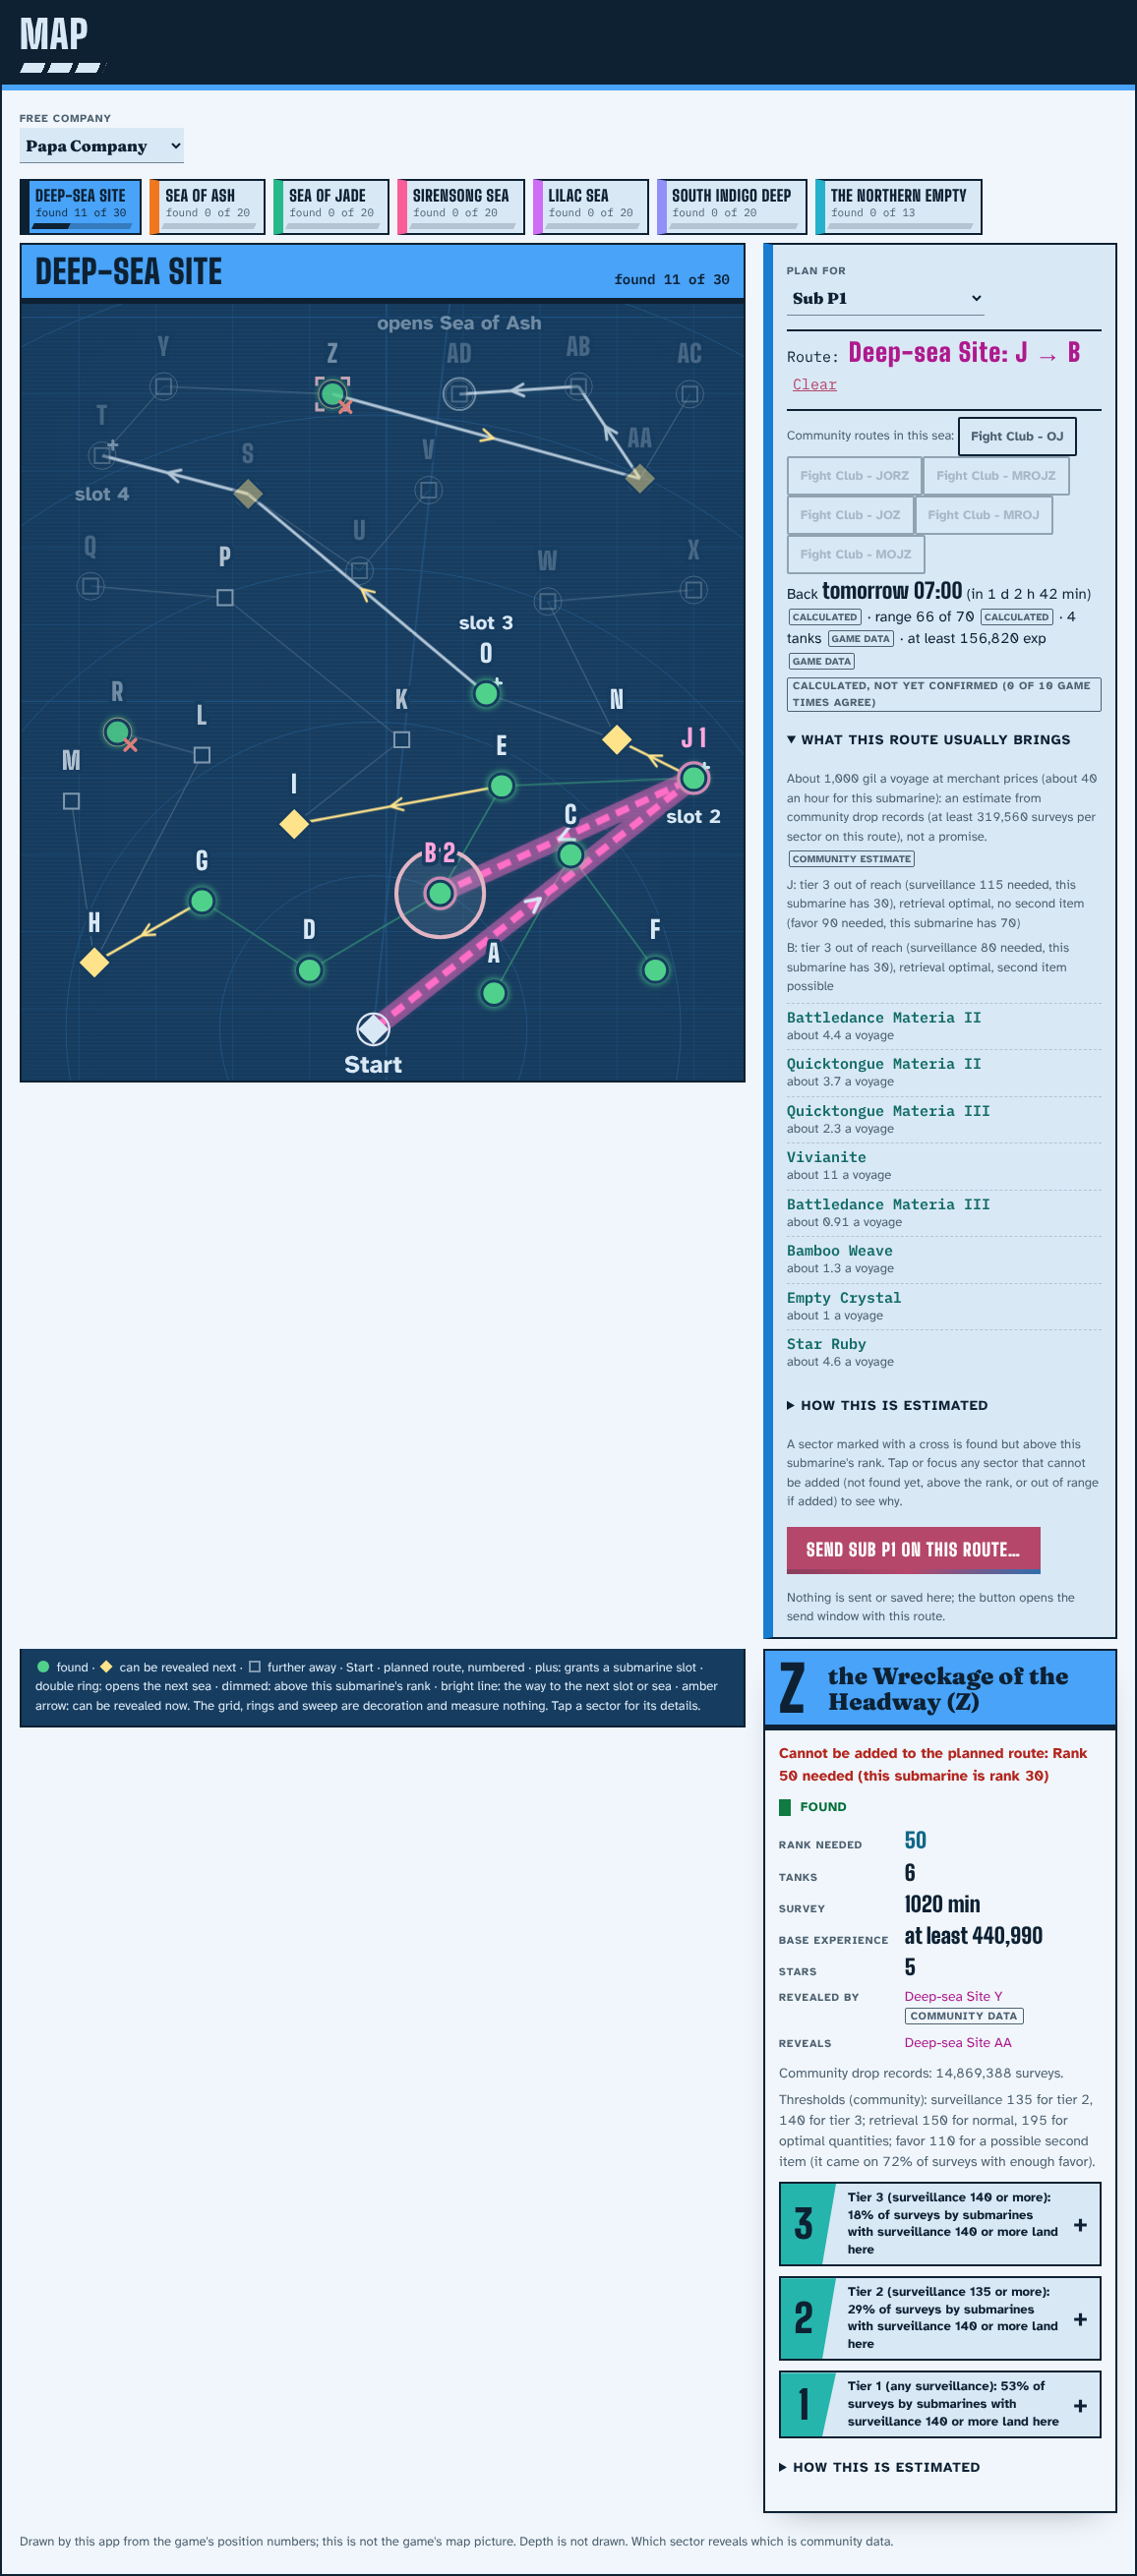 MAP
FREE COMPANY
Papa Company
DEEP-SEA SITE
found 11 of 30
SEA OF ASH
found 0 of 20
SEA OF JADE
found 0 of 20
SIRENSONG SEA
found 0 of 20
LILAC SEA
found 0 of 20
SOUTH INDIGO DEEP
found 0 of 20
THE NORTHERN EMPTY
found 0 of 13
DEEP-SEA SITE
found 11 of 30
opens Sea of Ash
Y
Z
AD
AB
AC
T
S
V
AA
slot 4
U
Q
P
W
X
slot 3
O
R
L
K
N
M
E
J 1
I
C
slot 2
B 2
G
H
D
A
F
Start
PLAN FOR
Sub P1
Route: Deep-sea Site: J → B
Clear
Community routes in this sea: Fight Club - OJ
Fight Club - JORZ Fight Club - MROJZ
Fight Club - JOZ Fight Club - MROJ
Fight Club - MOJZ
Back tomorrow 07:00 (in 1 d 2 h 42 min)
CALCULATED · range 66 of 70 CALCULATED · 4
tanks GAME DATA · at least 156,820 exp
GAME DATA
CALCULATED, NOT YET CONFIRMED (0 OF 10 GAME
TIMES AGREE)
▼ WHAT THIS ROUTE USUALLY BRINGS
About 1,000 gil a voyage at merchant prices (about 40
an hour for this submarine): an estimate from
community drop records (at least 319,560 surveys per
sector on this route), not a promise.
COMMUNITY ESTIMATE
J: tier 3 out of reach (surveillance 115 needed, this
submarine has 30), retrieval optimal, no second item
(favor 90 needed, this submarine has 70)
B: tier 3 out of reach (surveillance 80 needed, this
submarine has 30), retrieval optimal, second item
possible
Battledance Materia II
about 4.4 a voyage
Quicktongue Materia II
about 3.7 a voyage
Quicktongue Materia III
about 2.3 a voyage
Vivianite
about 11 a voyage
Battledance Materia III
about 0.91 a voyage
Bamboo Weave
about 1.3 a voyage
Empty Crystal
about 1 a voyage
Star Ruby
about 4.6 a voyage
▶ HOW THIS IS ESTIMATED
A sector marked with a cross is found but above this
submarine's rank. Tap or focus any sector that cannot
be added (not found yet, above the rank, or out of range
if added) to see why.
SEND SUB P1 ON THIS ROUTE…
Nothing is sent or saved here; the button opens the
send window with this route.
found · can be revealed next · further away · Start · planned route, numbered · plus: grants a submarine slot ·
double ring: opens the next sea · dimmed: above this submarine's rank · bright line: the way to the next slot or sea · amber
arrow: can be revealed now. The grid, rings and sweep are decoration and measure nothing. Tap a sector for its details.
Z
the Wreckage of the
Headway (Z)
Cannot be added to the planned route: Rank
50 needed (this submarine is rank 30)
FOUND
RANK NEEDED 50
TANKS 6
SURVEY 1020 min
BASE EXPERIENCE at least 440,990
STARS 5
REVEALED BY Deep-sea Site Y
COMMUNITY DATA
REVEALS Deep-sea Site AA
Community drop records: 14,869,388 surveys.
Thresholds (community): surveillance 135 for tier 2,
140 for tier 3; retrieval 150 for normal, 195 for
optimal quantities; favor 110 for a possible second
item (it came on 72% of surveys with enough favor).
3
Tier 3 (surveillance 140 or more):
18% of surveys by submarines
with surveillance 140 or more land
here
+
2
Tier 2 (surveillance 135 or more):
29% of surveys by submarines
with surveillance 140 or more land
here
+
1
Tier 1 (any surveillance): 53% of
surveys by submarines with
surveillance 140 or more land here
+
▶ HOW THIS IS ESTIMATED
Drawn by this app from the game's position numbers; this is not the game's map picture. Depth is not drawn. Which sector reveals which is community data.